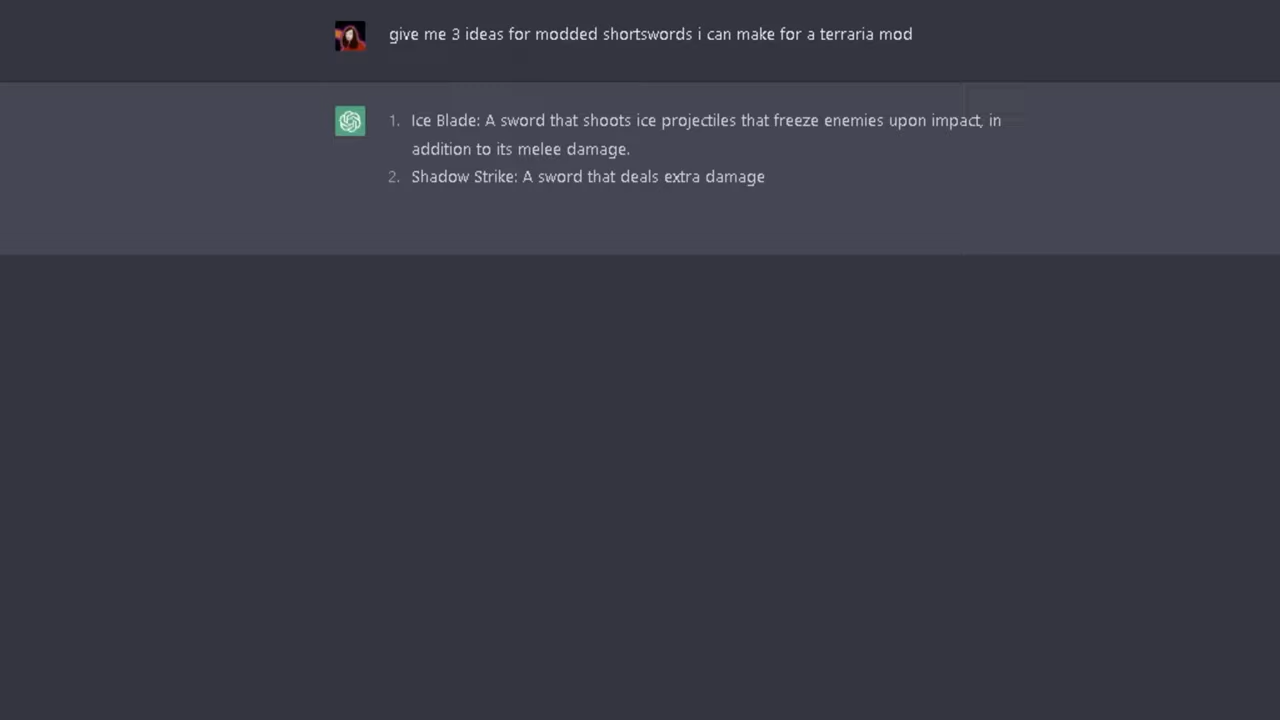 give me 3 ideas for modded shortswords i can make for a terraria mod
1. Ice Blade: A sword that shoots ice projectiles that freeze enemies upon impact, in
addition to its melee damage.
2. Shadow Strike: A sword that deals extra damage